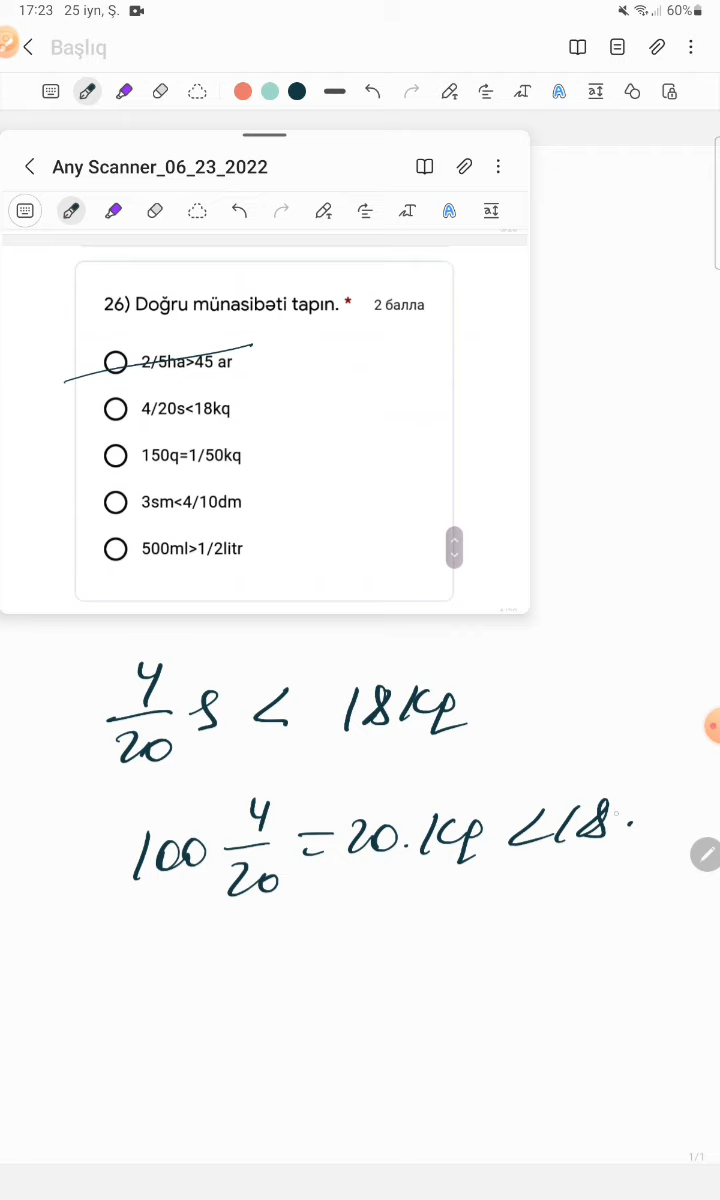 17:23 25 iyn, Ş. 60%
Başlıq
Any Scanner_06_23_2022
26) Doğru münasibəti tapın. * 2 балла
2/5ha>45 ar
4/20s<18kq
150q=1/50kq
3sm<4/10dm
500ml>1/2litr
4/20 s < 18kq
100 4/20 = 20.kq <18.
1/1